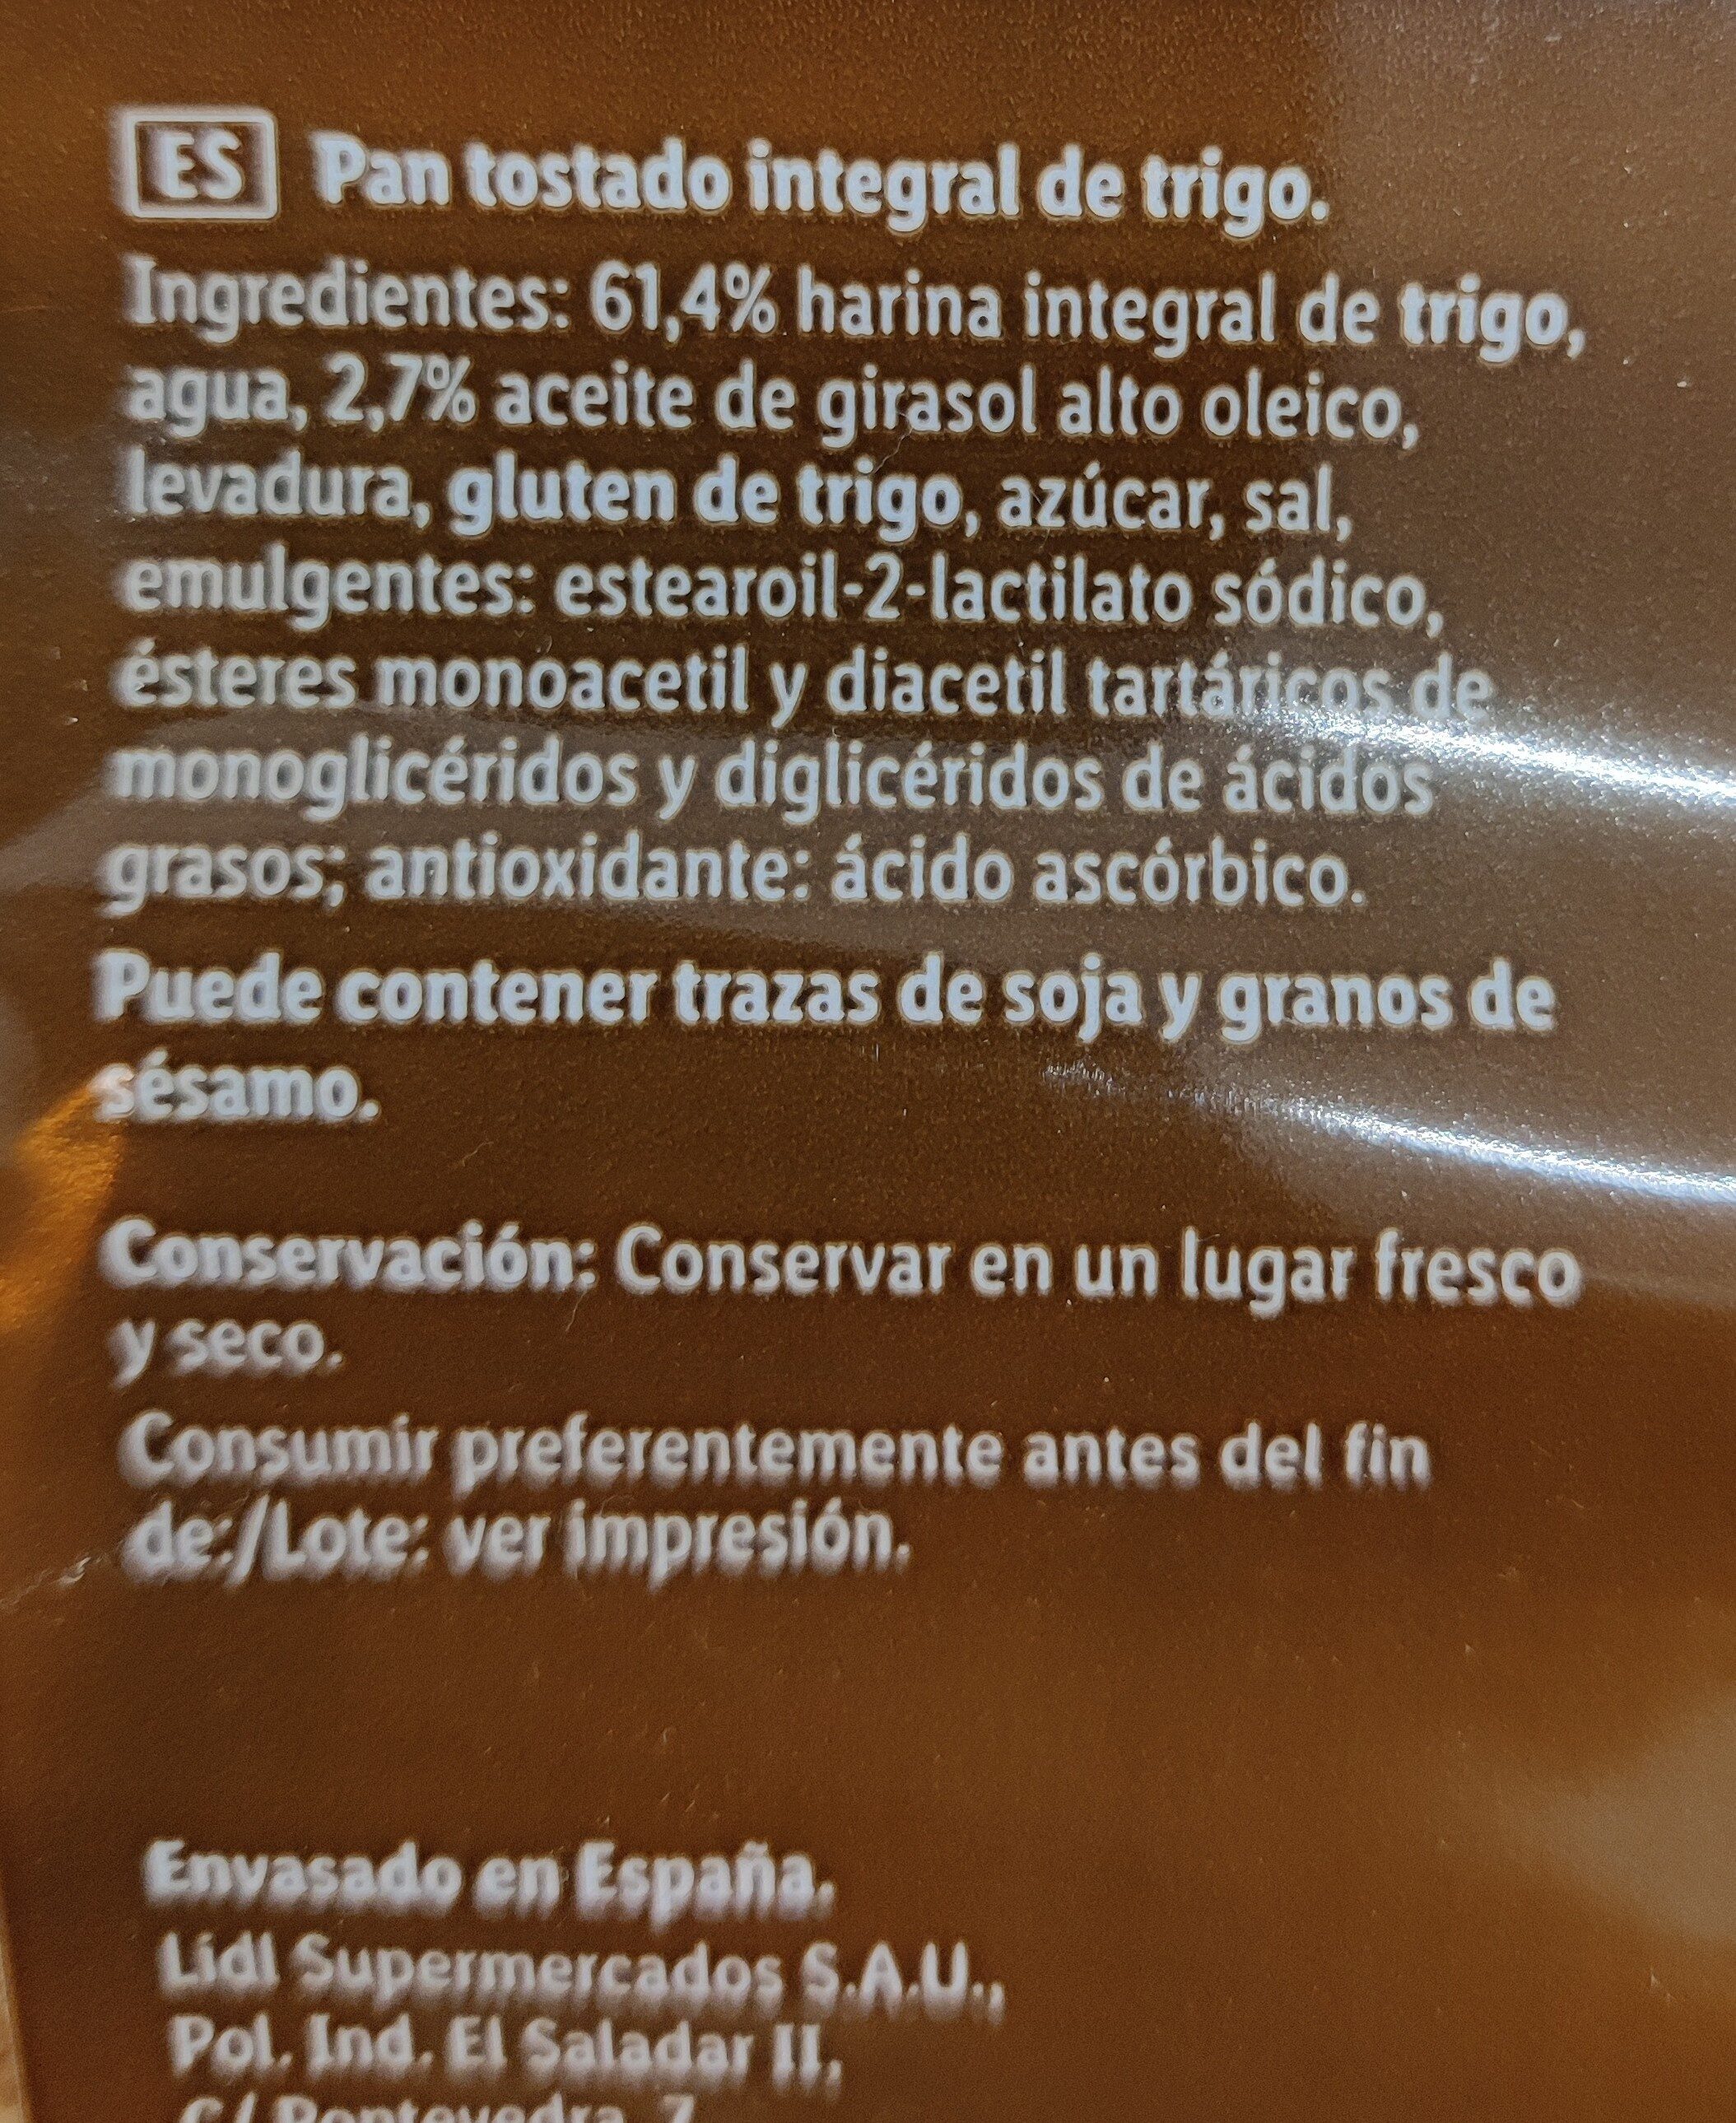 ES Pan tostado integral de trigo.
Ingredientes: 61,4% harina integral de trigo,
agua, 2,7% aceite de girasol alto oleico,
levadura, gluten de trigo, azúcar, sal,
emulgentes: estearoil-2-lactilato sódico,
ésteres monoacetil y diacetil tartáricos de
monoglicéridos y diglicéridos de ácidos
grasos; antioxidante: ácido ascórbico.
Puede contener trazas de soja y granos de
sésamo.
Conservación: Conservar en un lugar fresco
y seco.
Consumir preferentemente antes del fin
de:/Lote: ver impresión.
Envasado en España.
Lidl Supermercados S.A.U.,
Pol. Ind. El Saladar II,
C/ Pontevedra, 7